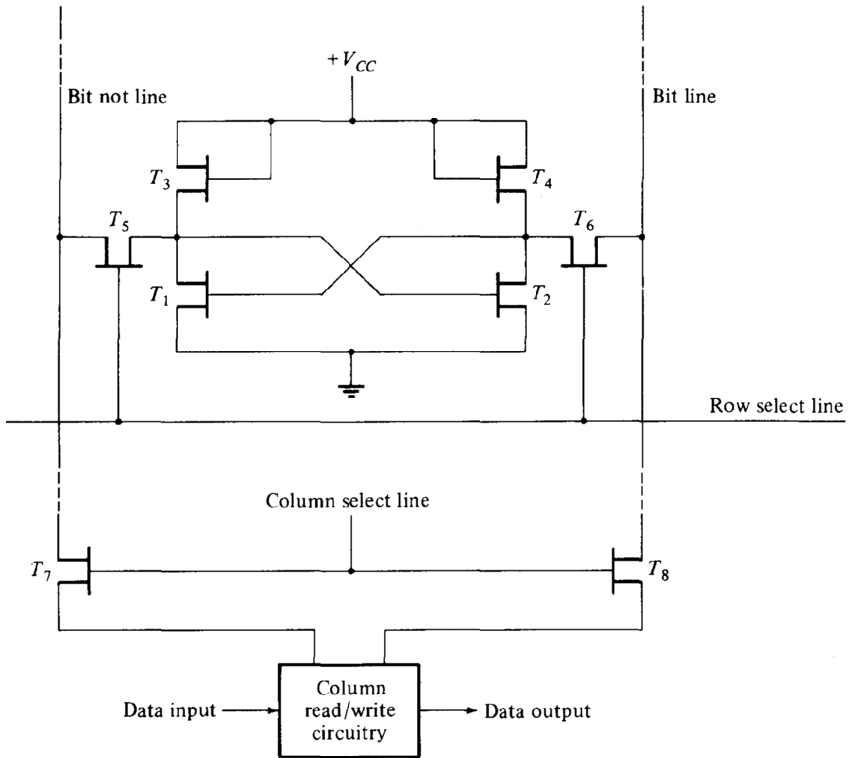 +V_CC
Bit not line
Bit line
T_3
T_4
T_5
T_6
T_1
T_2
Row select line
Column select line
T_7
T_8
Column
read/write
circuitry
Data input
Data output